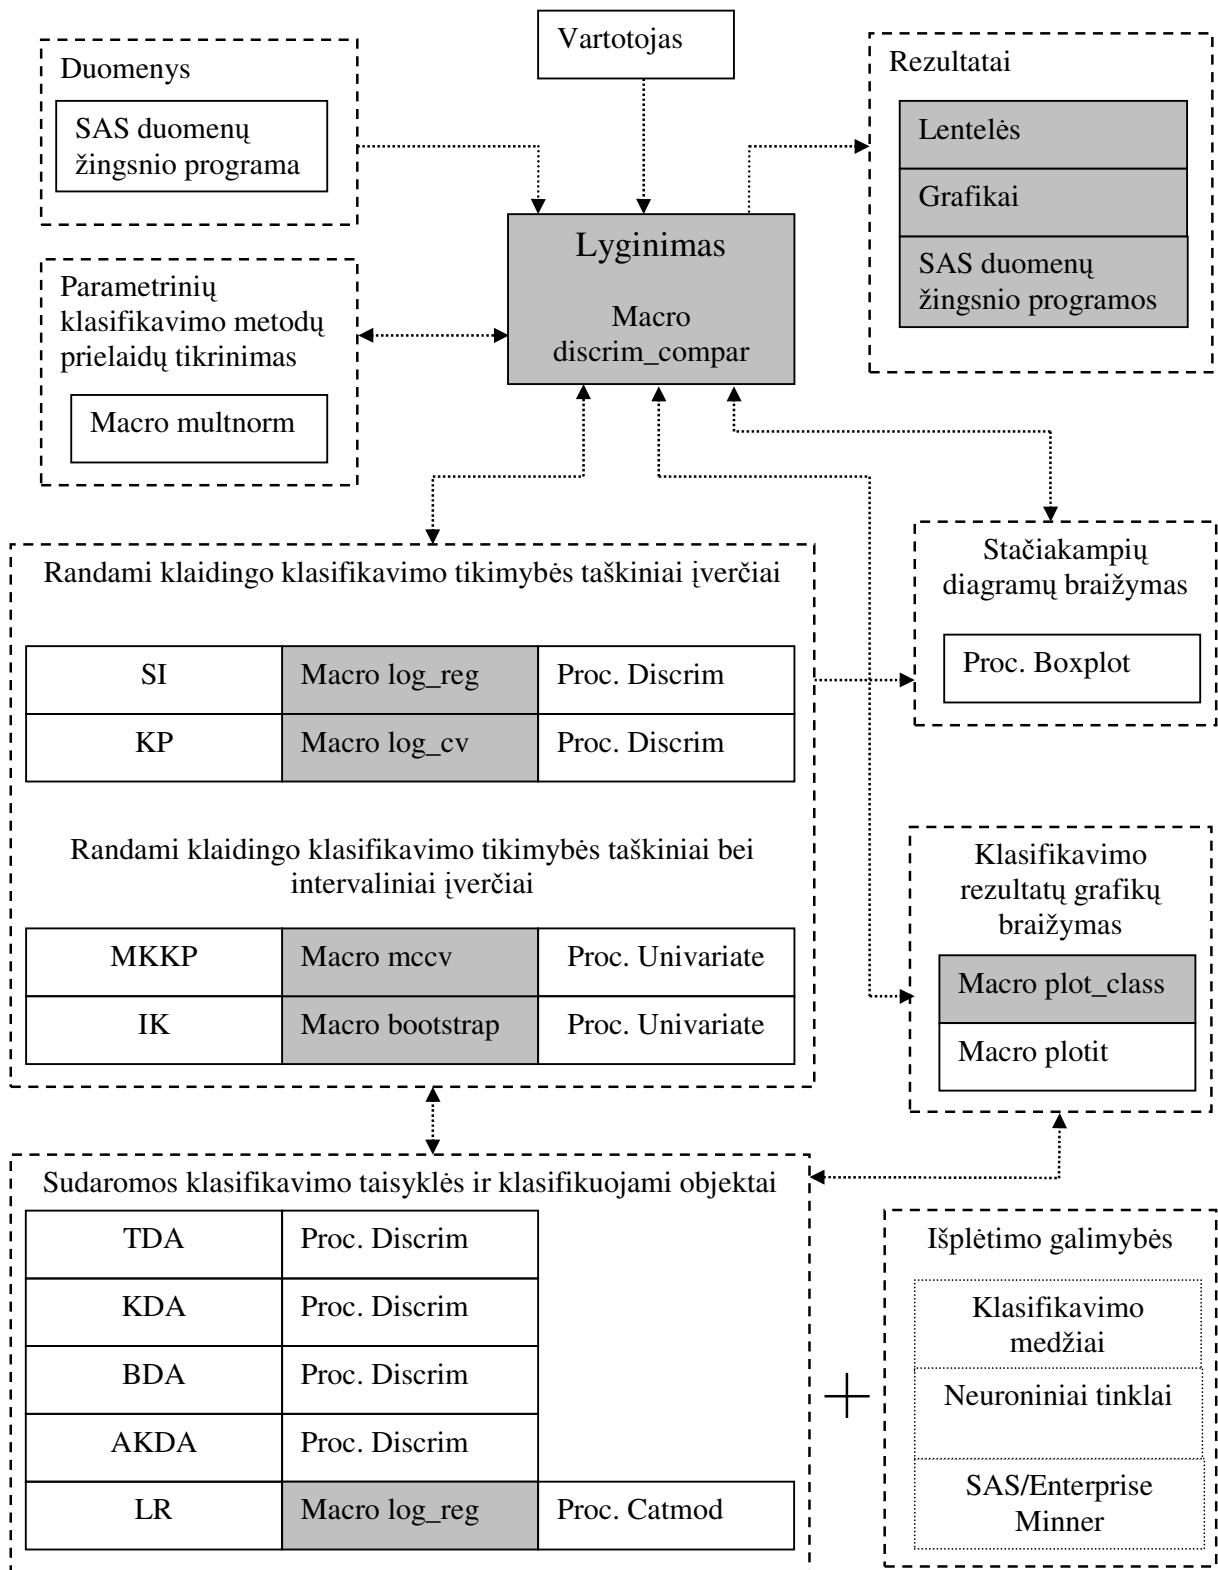 Vartotojas
Duomenys
SAS duomenų
žingsnio programa
Rezultatai
Lentelės
Grafikai
SAS duomenų
žingsnio programos
Lyginimas
Macro
discrim_compar
Parametrinių
klasifikavimo metodų
prielaidų tikrinimas
Macro multnorm
Randami klaidingo klasifikavimo tikimybės taškiniai įverčiai
SI Macro log_reg Proc. Discrim
KP Macro log_cv Proc. Discrim
Randami klaidingo klasifikavimo tikimybės taškiniai bei
intervaliniai įverčiai
MKKP Macro mccv Proc. Univariate
IK Macro bootstrap Proc. Univariate
Stačiakampių
diagramų braižymas
Proc. Boxplot
Klasifikavimo
rezultatų grafikų
braižymas
Macro plot_class
Macro plotit
Sudaromos klasifikavimo taisyklės ir klasifikuojami objektai
TDA Proc. Discrim
KDA Proc. Discrim
BDA Proc. Discrim
AKDA Proc. Discrim
LR Macro log_reg Proc. Catmod
+
Išplėtimo galimybės
Klasifikavimo
medžiai
Neuroniniai tinklai
SAS/Enterprise
Minner